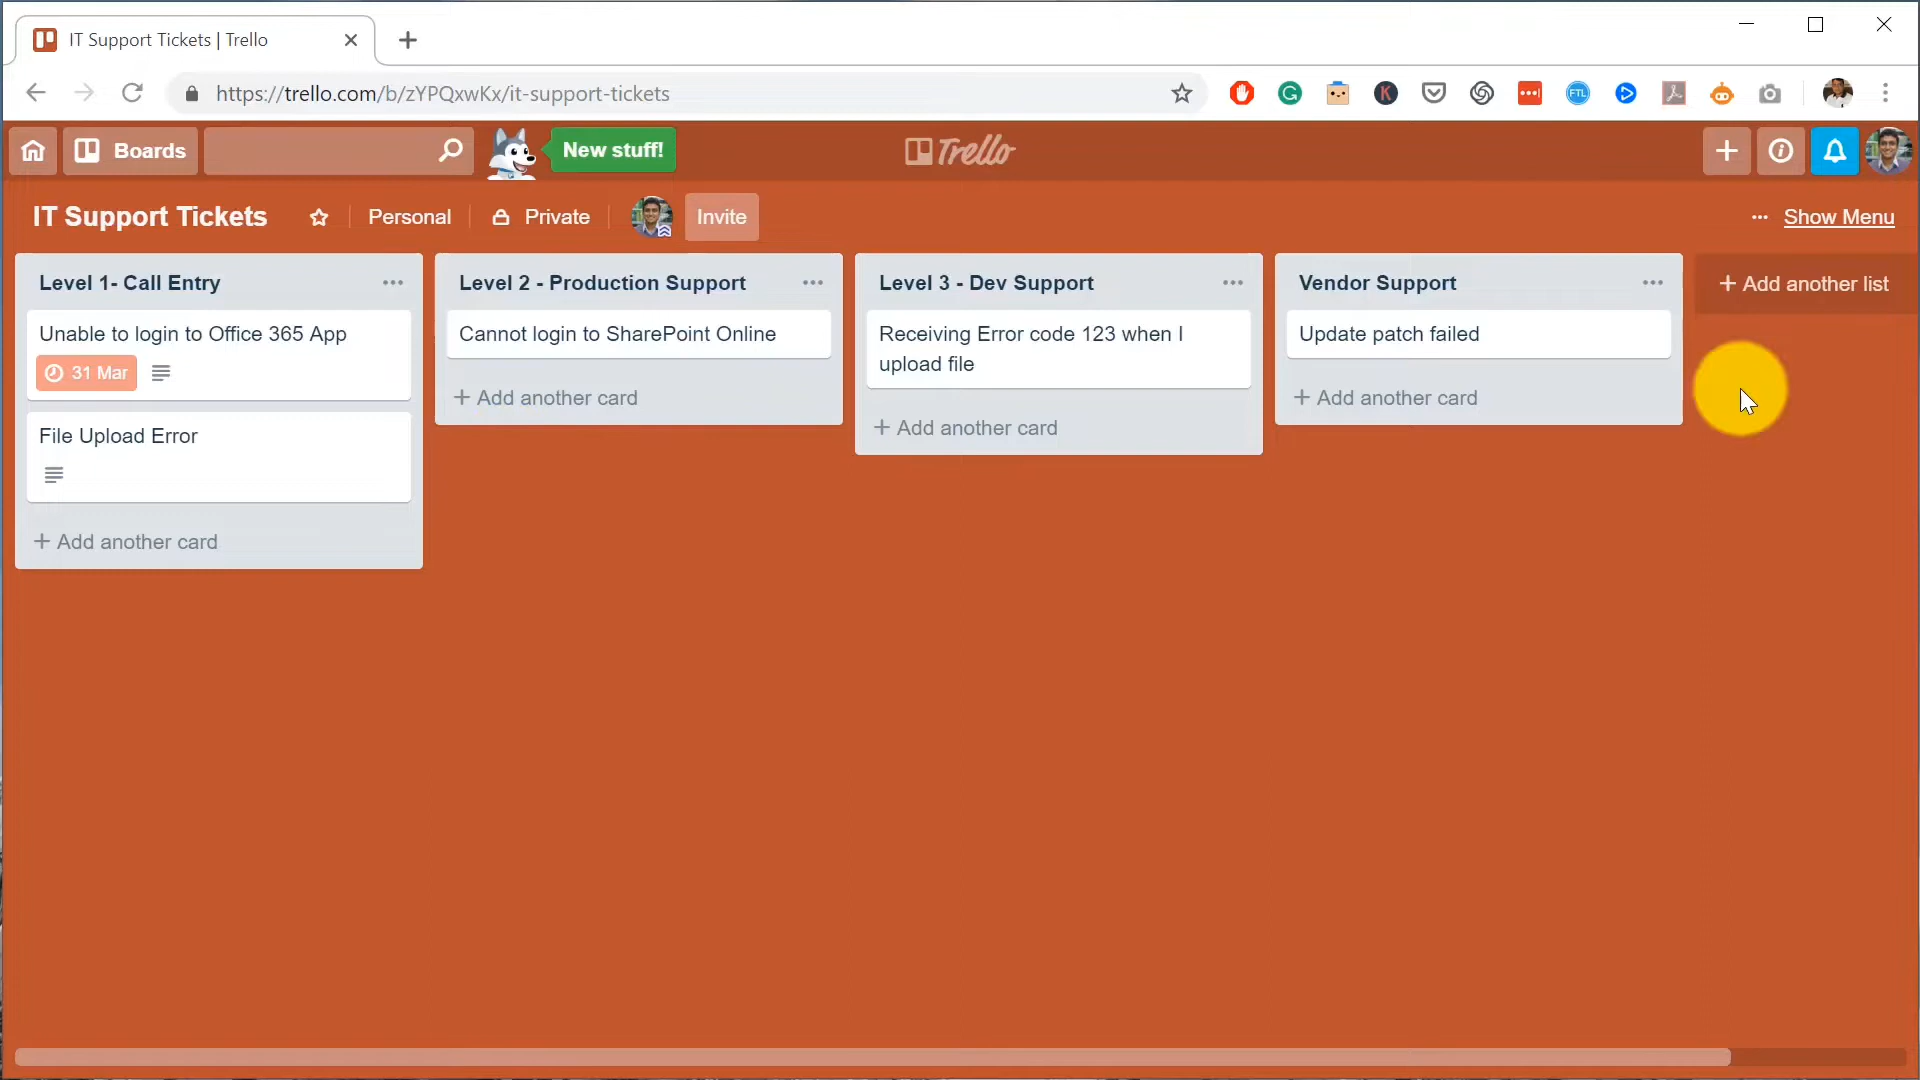 IT Support Tickets | Trello
https://trello.com/b/zYPQxwKx/it-support-tickets
G
K
FTL
Boards
New stuff!
Trello
IT Support Tickets
Personal
Private
Invite
... Show Menu
Level 1- Call Entry
Unable to login to Office 365 App
31 Mar
File Upload Error
+ Add another card
Level 2 - Production Support
Cannot login to SharePoint Online
+ Add another card
Level 3 - Dev Support
Receiving Error code 123 when I
upload file
+ Add another card
Vendor Support
Update patch failed
+ Add another card
+ Add another list